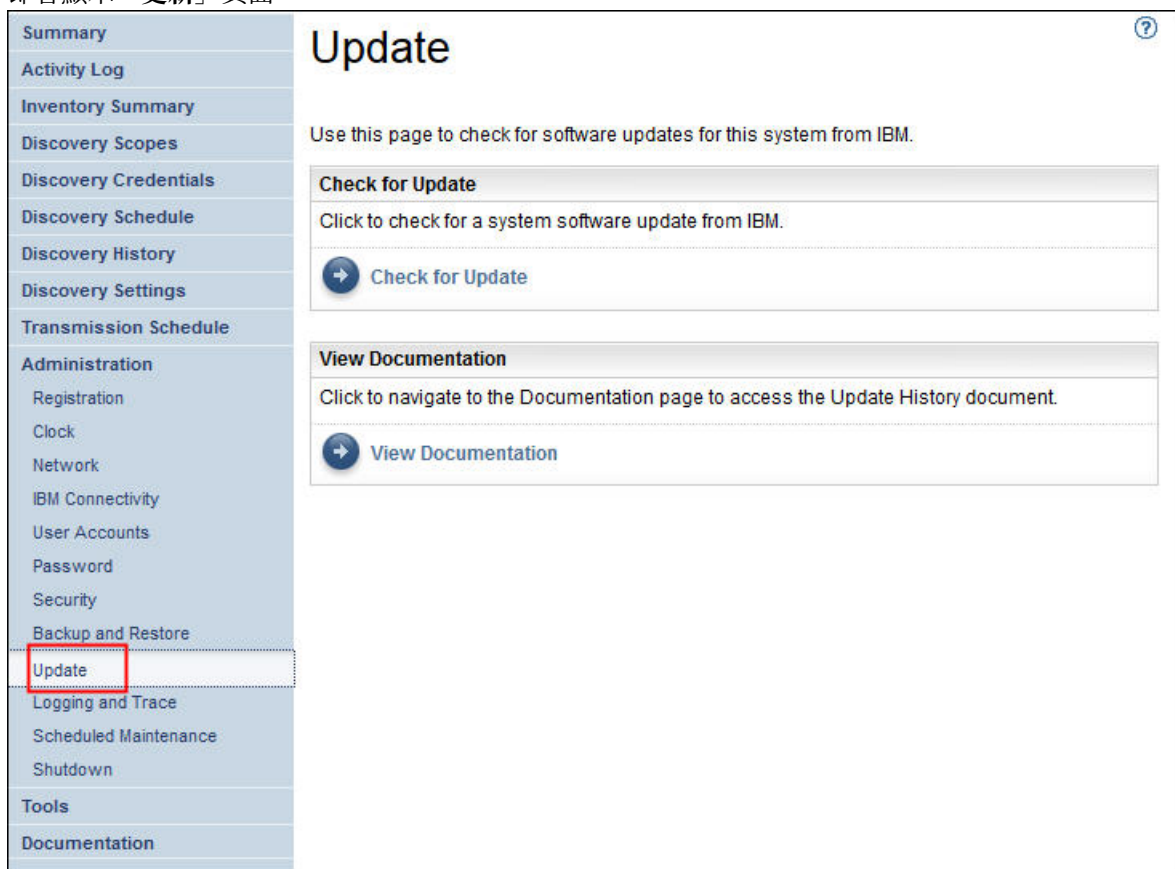 Summary
Activity Log
Inventory Summary
Discovery Scopes
Discovery Credentials
Discovery Schedule
Discovery History
Discovery Settings
Transmission Schedule
Administration
Registration
Clock
Network
IBM Connectivity
User Accounts
Password
Security
Backup and Restore
Update
Logging and Trace
Scheduled Maintenance
Shutdown
Tools
Documentation
Update
?
Use this page to check for software updates for this system from IBM.
Check for Update
Click to check for a system software update from IBM.
Check for Update
View Documentation
Click to navigate to the Documentation page to access the Update History document.
View Documentation